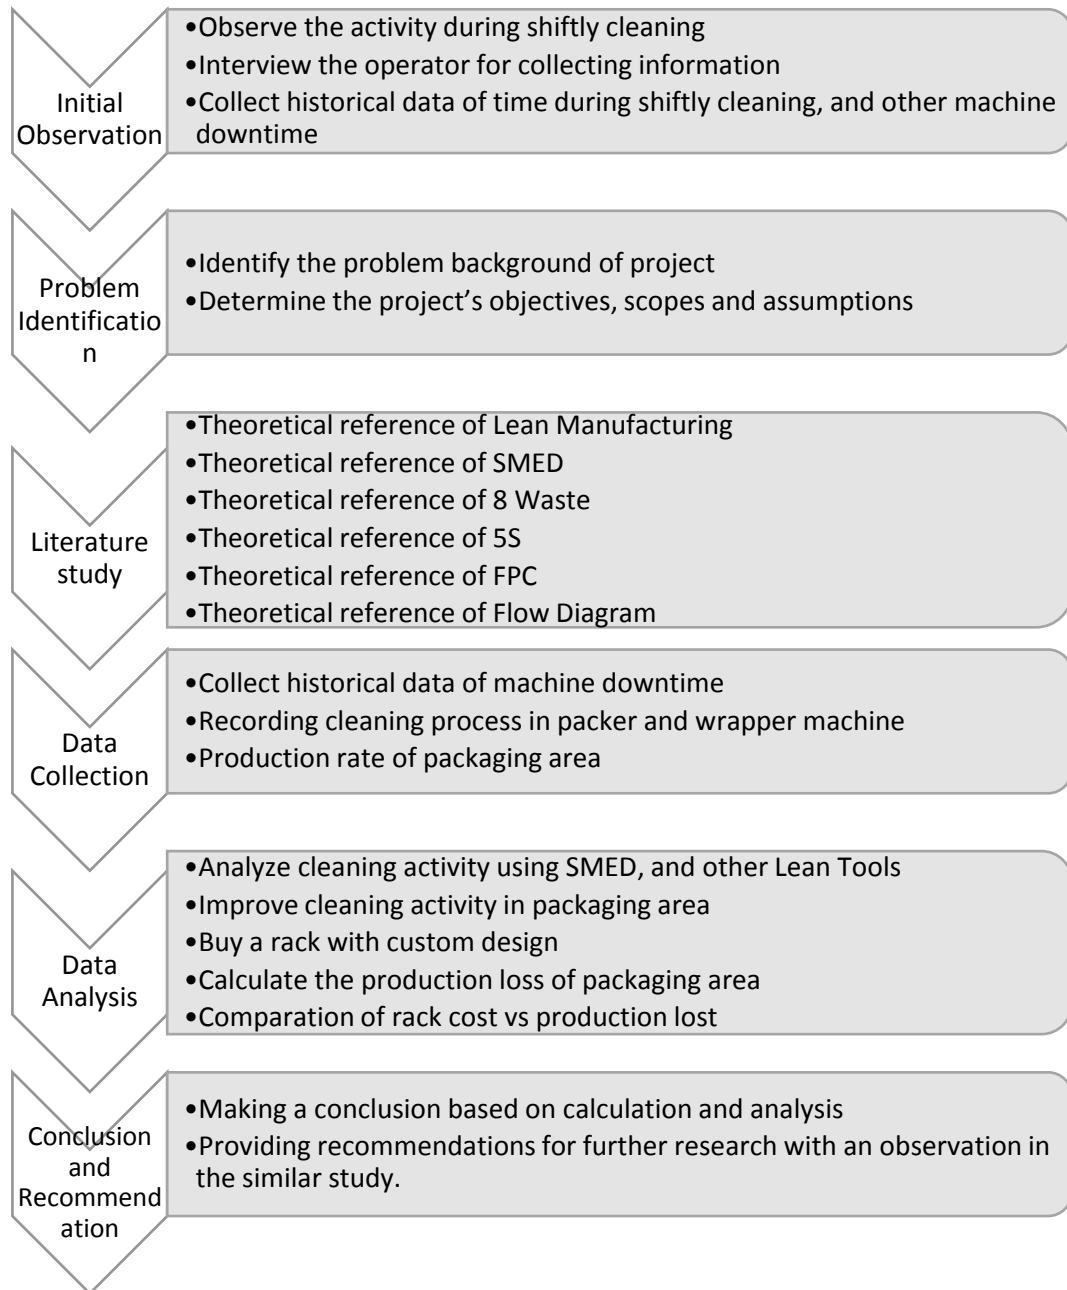 Initial
Observation
•Observe the activity during shiftly cleaning
•Interview the operator for collecting information
•Collect historical data of time during shiftly cleaning, and other machine
downtime
Problem
Identificatio
n
•Identify the problem background of project
•Determine the project’s objectives, scopes and assumptions
Literature
study
•Theoretical reference of Lean Manufacturing
•Theoretical reference of SMED
•Theoretical reference of 8 Waste
•Theoretical reference of 5S
•Theoretical reference of FPC
•Theoretical reference of Flow Diagram
Data
Collection
•Collect historical data of machine downtime
•Recording cleaning process in packer and wrapper machine
•Production rate of packaging area
Data
Analysis
•Analyze cleaning activity using SMED, and other Lean Tools
•Improve cleaning activity in packaging area
•Buy a rack with custom design
•Calculate the production loss of packaging area
•Comparation of rack cost vs production lost
Conclusion
and
Recommend
ation
•Making a conclusion based on calculation and analysis
•Providing recommendations for further research with an observation in
the similar study.